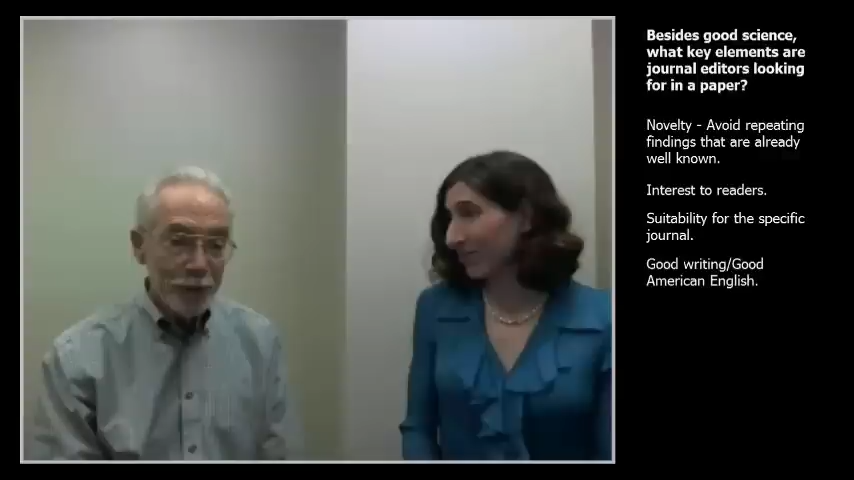 Besides good science,
what key elements are
journal editors looking
for in a paper?
Novelty - Avoid repeating
findings that are already
well known.
Interest to readers.
Suitability for the specific
journal.
Good writing/Good
American English.